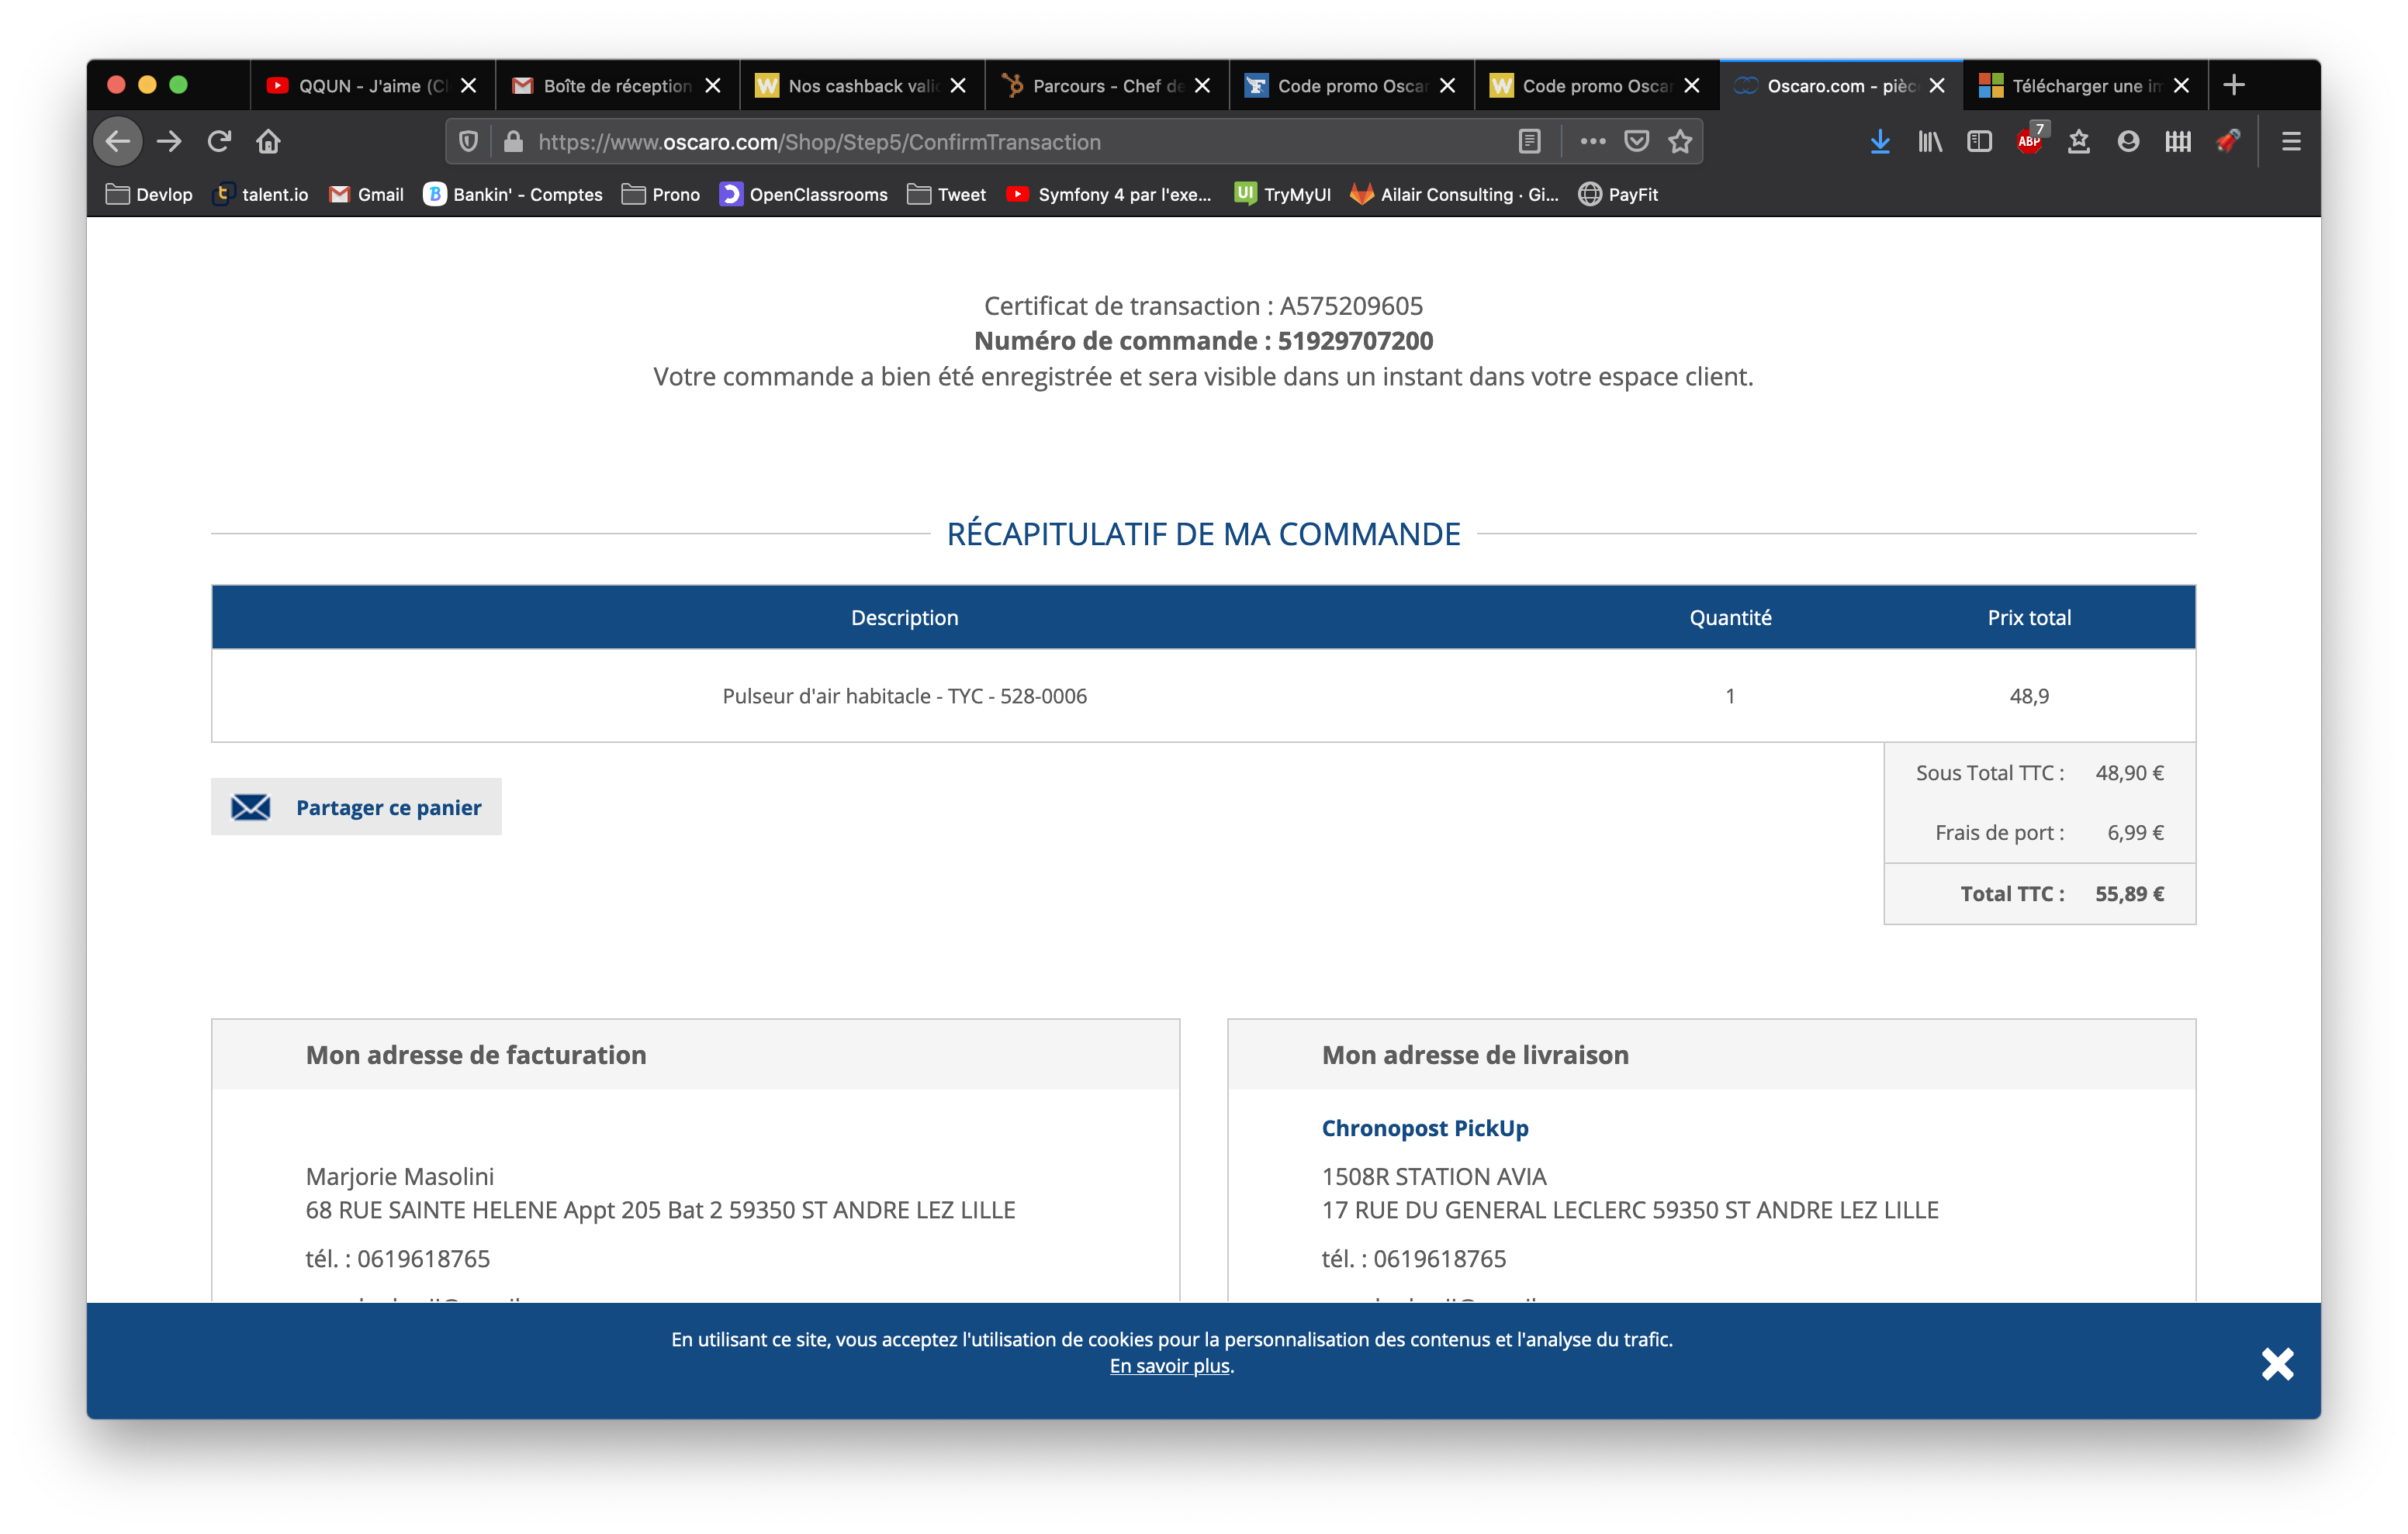 QQUN - J'aime (Cl
Boîte de réception
Nos cashback valid
Parcours - Chef de
Code promo Oscar
Code promo Oscar
Oscaro.com - pièc
Télécharger une im
https://www.oscaro.com/Shop/Step5/ConfirmTransaction
ABP 7
Devlop
talent.io
Gmail
Bankin' - Comptes
Prono
OpenClassrooms
Tweet
Symfony 4 par l'exe...
TryMyUI
Ailair Consulting · Gi...
PayFit
Certificat de transaction : A575209605
Numéro de commande : 51929707200
Votre commande a bien été enregistrée et sera visible dans un instant dans votre espace client.
RÉCAPITULATIF DE MA COMMANDE
Description Quantité Prix total
Pulseur d'air habitacle - TYC - 528-0006 1 48,9
Sous Total TTC : 48,90 €
Partager ce panier
Frais de port : 6,99 €
Total TTC : 55,89 €
Mon adresse de facturation
Marjorie Masolini
68 RUE SAINTE HELENE Appt 205 Bat 2 59350 ST ANDRE LEZ LILLE
tél. : 0619618765
Mon adresse de livraison
Chronopost PickUp
1508R STATION AVIA
17 RUE DU GENERAL LECLERC 59350 ST ANDRE LEZ LILLE
tél. : 0619618765
En utilisant ce site, vous acceptez l'utilisation de cookies pour la personnalisation des contenus et l'analyse du trafic.
En savoir plus.